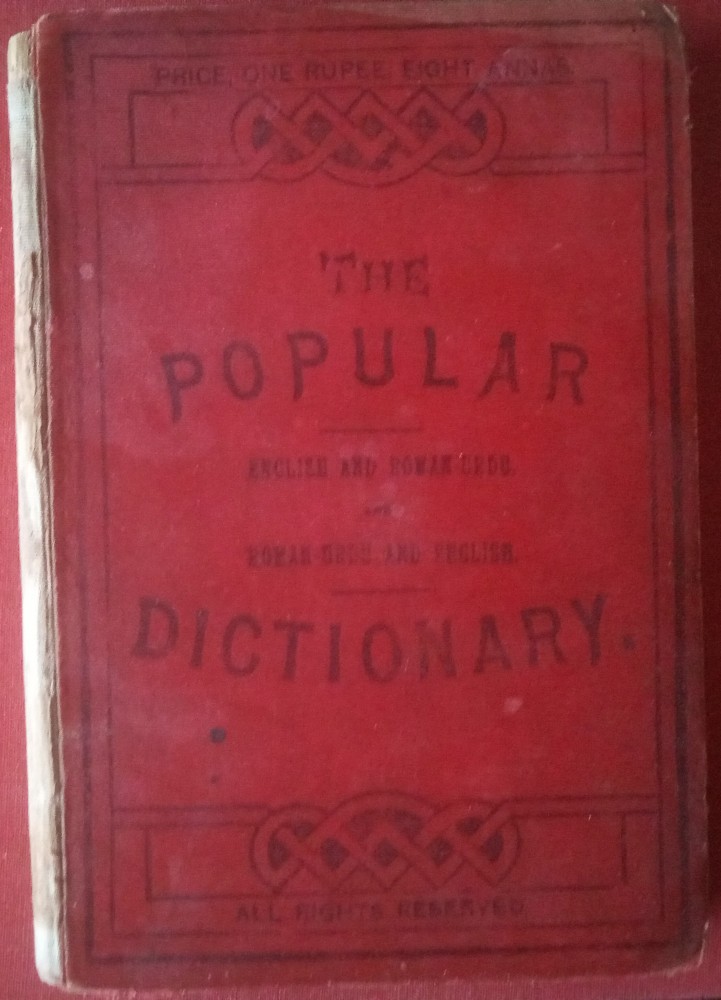 PRICE, ONE RUPEE EIGHT ANNAS.
THE
POPULAR
ENGLISH AND ROMAN-URDU,
AND
ROMAN-URDU AND ENGLISH.
DICTIONARY.
ALL RIGHTS RESERVED.